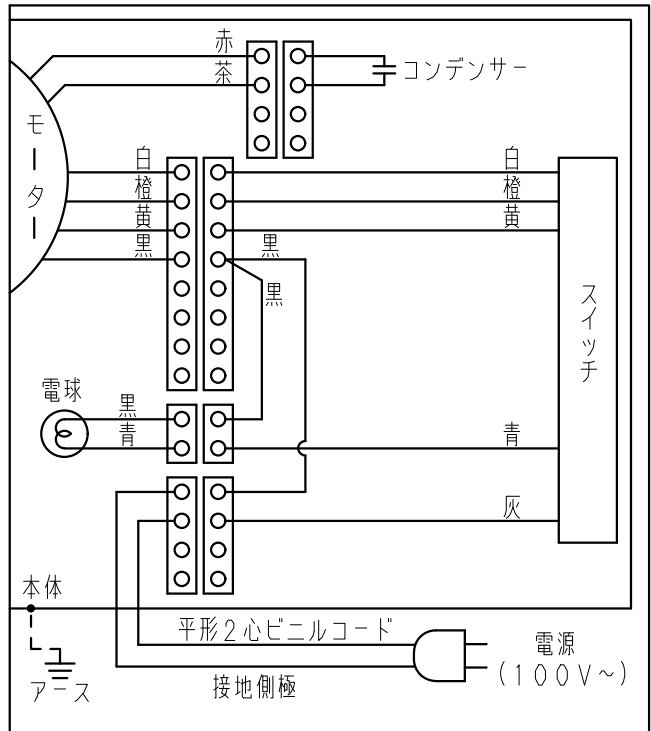 赤
茶
コンデンサー
モーター
白
橙
黄
黒
白
橙
黄
黒
黒
スイッチ
電球
黒
青
青
灰
本体
アース
平形2心ビニルコード
接地側極
電源
(100V~)